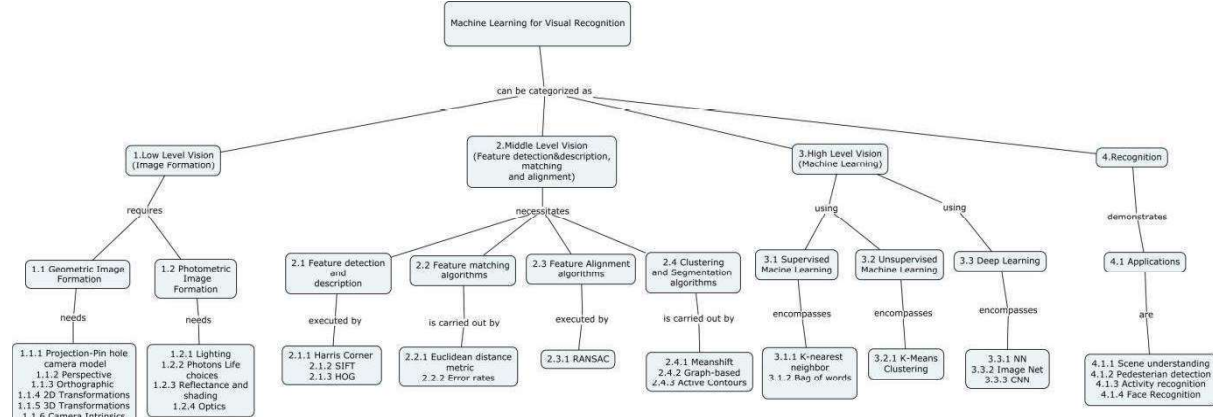 Machine Learning for Visual Recognition
can be categorized as
1.Low Level Vision
(Image Formation)
2.Middle Level Vision
(Feature detection&description,
matching
and alignment)
3.High Level Vision
(Machine Learning)
4.Recognition
requires
necessitates
using
using
demonstrates
1.1 Geometric Image
Formation
1.2 Photometric
Image
Formation
2.1 Feature detection
and
description
2.2 Feature matching
algorithms
2.3 Feature Alignment
algorithms
2.4 Clustering
and Segmentation
algorithms
3.1 Supervised
Macine Learning
3.2 Unsupervised
Machine Learning
3.3 Deep Learning
4.1 Applications
needs
needs
executed by
is carried out by
executed by
is carried out by
encompasses
encompasses
encompasses
are
1.1.1 Projection-Pin hole
camera model
1.1.2 Perspective
1.1.3 Orthographic
1.1.4 2D Transformations
1.1.5 3D Transformations
1.1.6 Camera Intrinsics
1.2.1 Lighting
1.2.2 Photons Life
choices
1.2.3 Reflectance and
shading
1.2.4 Optics
2.1.1 Harris Corner
2.1.2 SIFT
2.1.3 HOG
2.2.1 Euclidean distance
metric
2.2.2 Error rates
2.3.1 RANSAC
2.4.1 Meanshift
2.4.2 Graph-based
2.4.3 Active Contours
3.1.1 K-nearest
neighbor
3.1.2 Bag of words
3.2.1 K-Means
Clustering
3.3.1 NN
3.3.2 Image Net
3.3.3 CNN
4.1.1 Scene understanding
4.1.2 Pedesterian detection
4.1.3 Activity recognition
4.1.4 Face Recognition